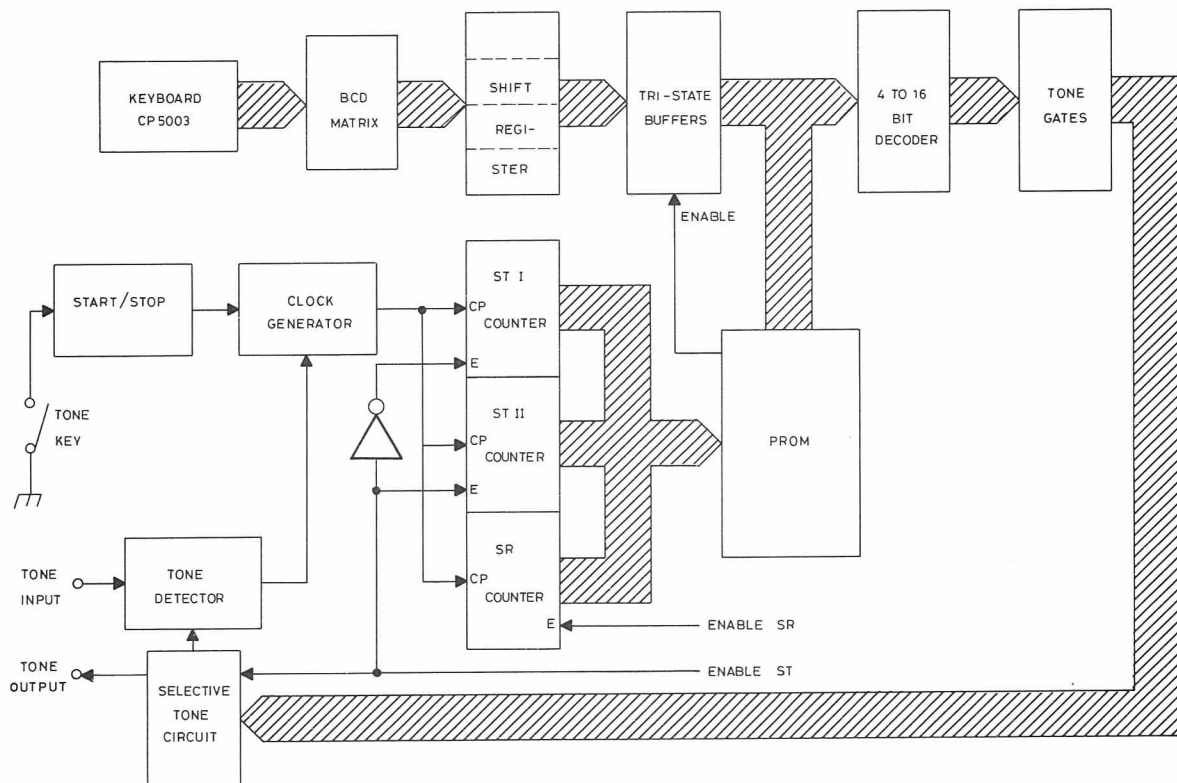 KEYBOARD
CP 5003
BCD
MATRIX
SHIFT
REGI-
STER
TRI-STATE
BUFFERS
4 TO 16
BIT
DECODER
TONE
GATES
ENABLE
START/STOP
CLOCK
GENERATOR
ST I
CP
COUNTER
E
ST II
CP
COUNTER
E
SR
CP
COUNTER
E
PROM
TONE
KEY
TONE
INPUT
TONE
DETECTOR
ENABLE SR
ENABLE ST
TONE
OUTPUT
SELECTIVE
TONE
CIRCUIT